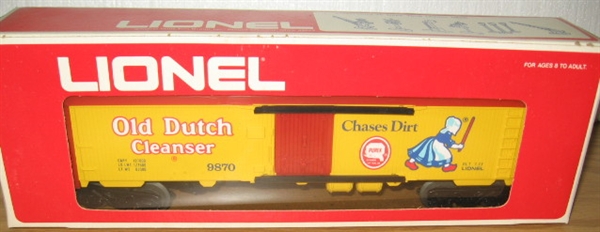 LIONEL
FOR AGES 8 TO ADULT.
Old Dutch
Cleanser
®
9870
Chases Dirt
®
LIONEL